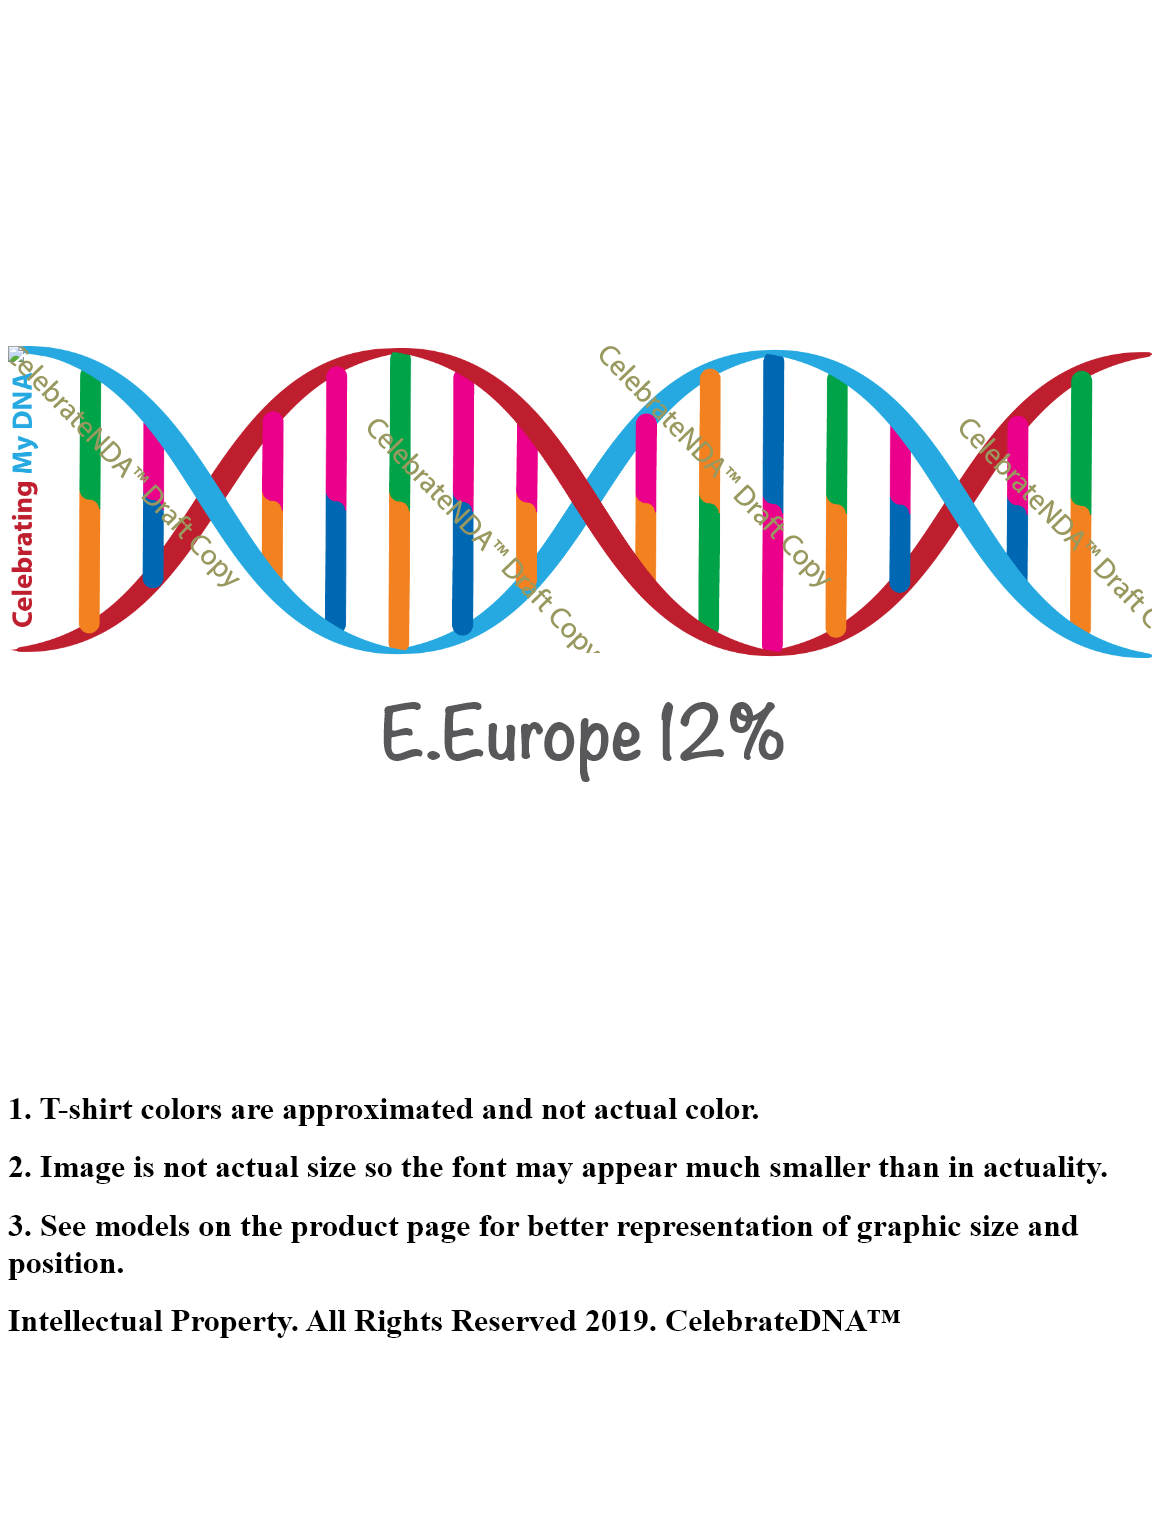 Celebrating My DNA
CelebrateNDA™ Draft Copy
CelebrateNDA™ Draft Copy
CelebrateNDA™ Draft Copy
CelebrateNDA™ Draft C
E.Europe 12%
1. T-shirt colors are approximated and not actual color.
2. Image is not actual size so the font may appear much smaller than in actuality.
3. See models on the product page for better representation of graphic size and
position.
Intellectual Property. All Rights Reserved 2019. CelebrateDNA™